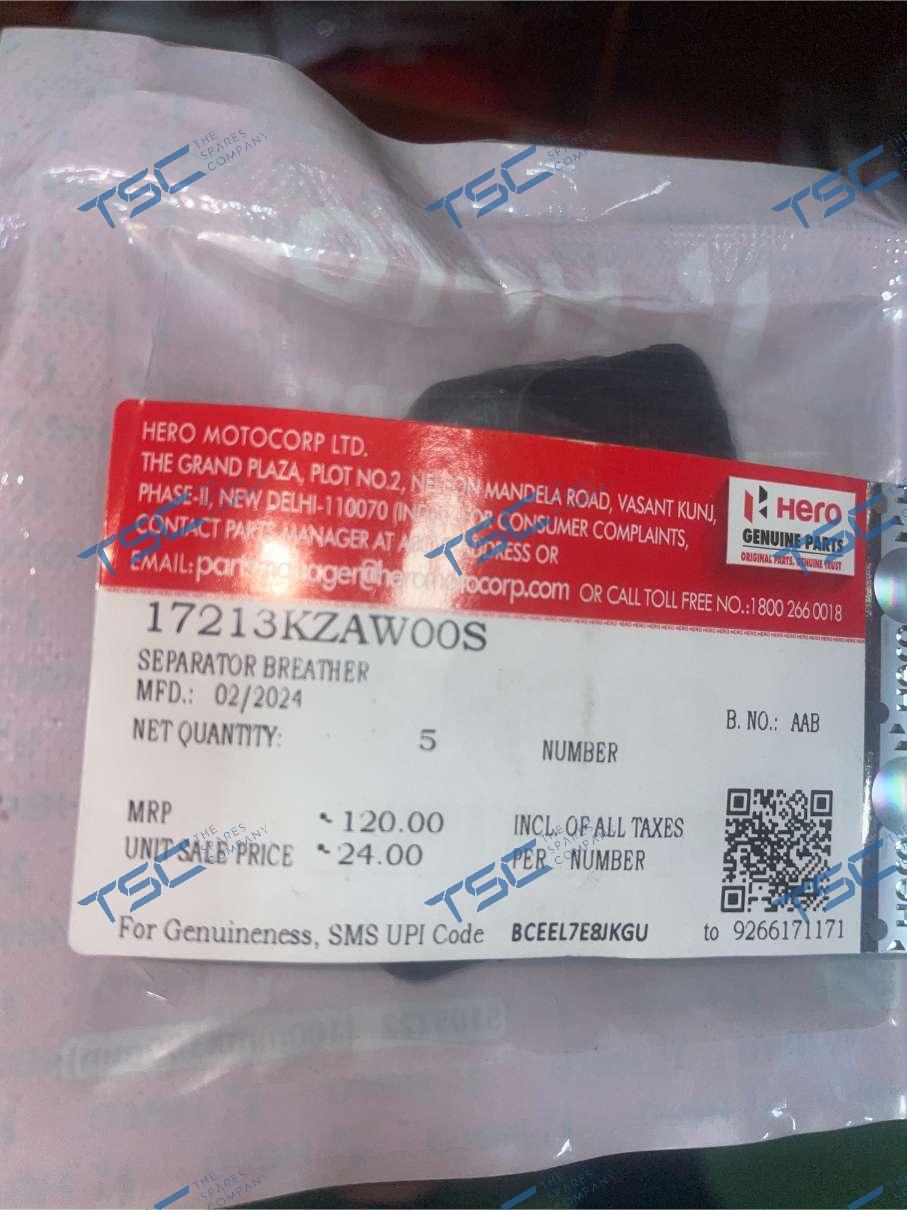 HERO MOTOCORP LTD.
THE GRAND PLAZA, PLOT NO.2, NELSON MANDELA ROAD, VASANT KUNJ,
PHASE-II, NEW DELHI-110070 (INDIA) FOR CONSUMER COMPLAINTS,
CONTACT PARTS MANAGER AT ABOVE ADDRESS OR
EMAIL: partsmanager@heromotocorp.com OR CALL TOLL FREE NO.:1800 266 0018
Hero
GENUINE PARTS
ORIGINAL PARTS. GENUINE TRUST
17213KZAW00S
SEPARATOR BREATHER
MFD.: 02/2024
B. NO.: AAB
NET QUANTITY: 5 NUMBER
MRP 120.00 INCL. OF ALL TAXES
UNIT SALE PRICE 24.00 PER NUMBER
For Genuineness, SMS UPI Code BCEEL7E8JKGU to 9266171171
TSC THE SPARES COMPANY